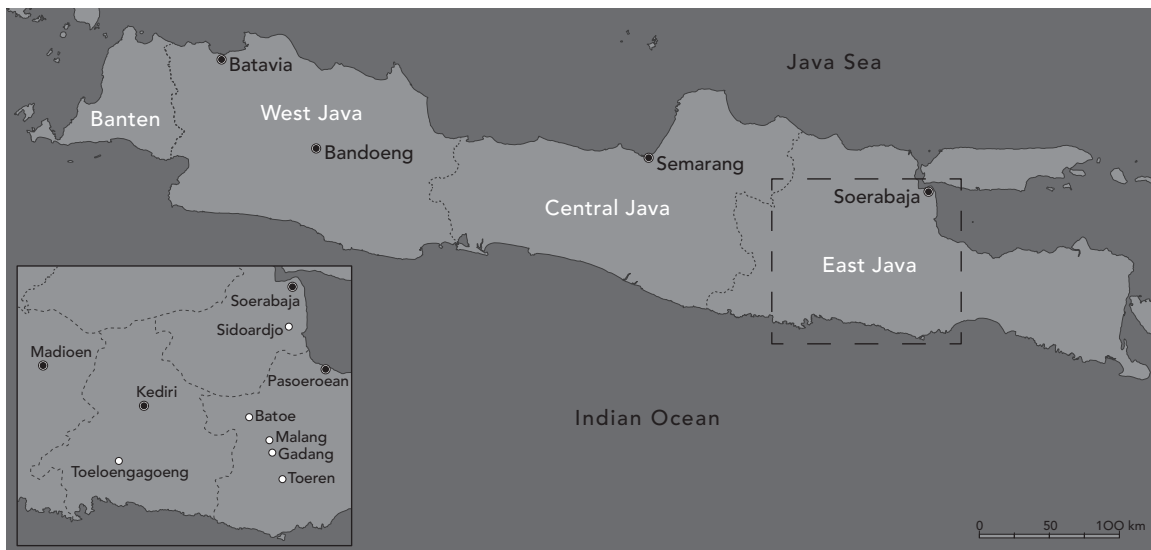 Java Sea
Batavia
West Java
Banten
Bandoeng
Semarang
Soerabaja
Central Java
East Java
Indian Ocean
Soerabaja
Sidoardjo
Madioen
Pasoeroean
Kediri
Batoe
Malang
Gadang
Toeloengagoeng
Toeren
0 50 100 km